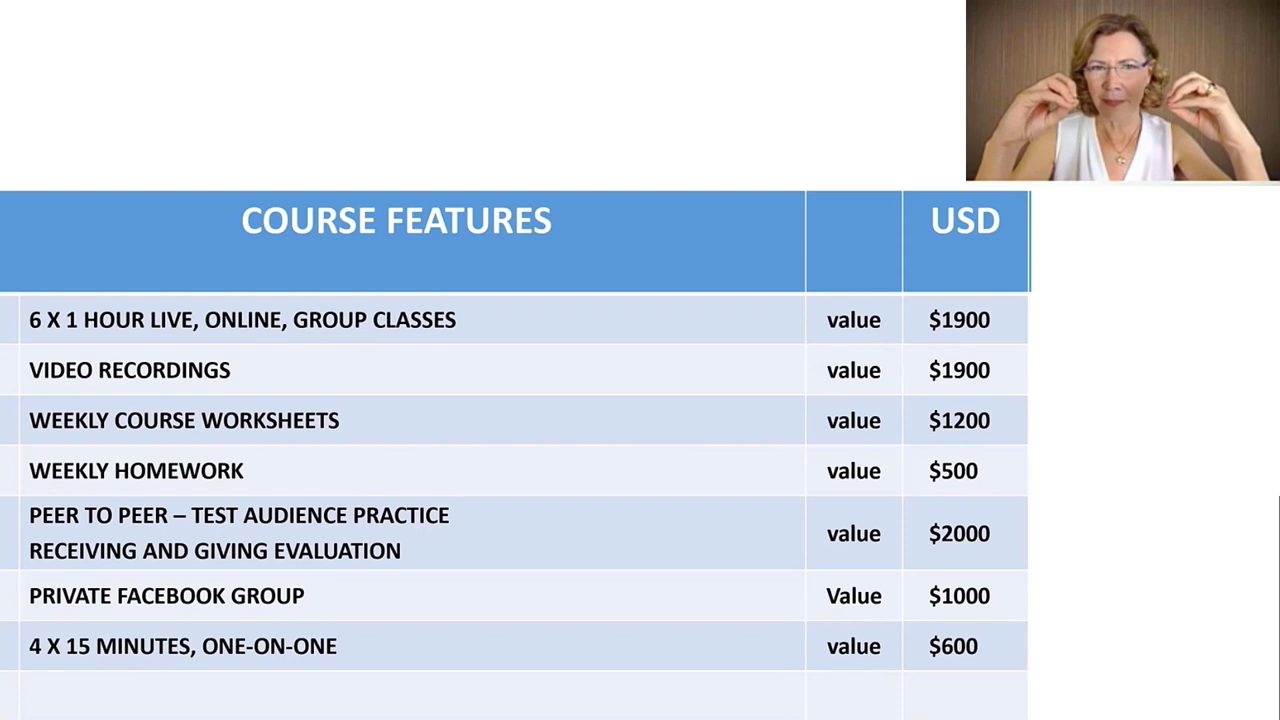 COURSE FEATURES USD
6 X 1 HOUR LIVE, ONLINE, GROUP CLASSES value $1900
VIDEO RECORDINGS value $1900
WEEKLY COURSE WORKSHEETS value $1200
WEEKLY HOMEWORK value $500
PEER TO PEER – TEST AUDIENCE PRACTICE
RECEIVING AND GIVING EVALUATION value $2000
PRIVATE FACEBOOK GROUP Value $1000
4 X 15 MINUTES, ONE-ON-ONE value $600